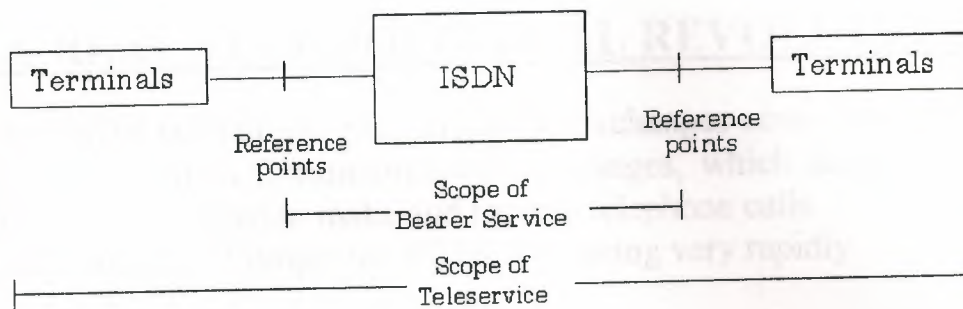 Terminals
ISDN
Terminals
Reference
points
Reference
points
Scope of
Bearer Service
Scope of
Teleservice